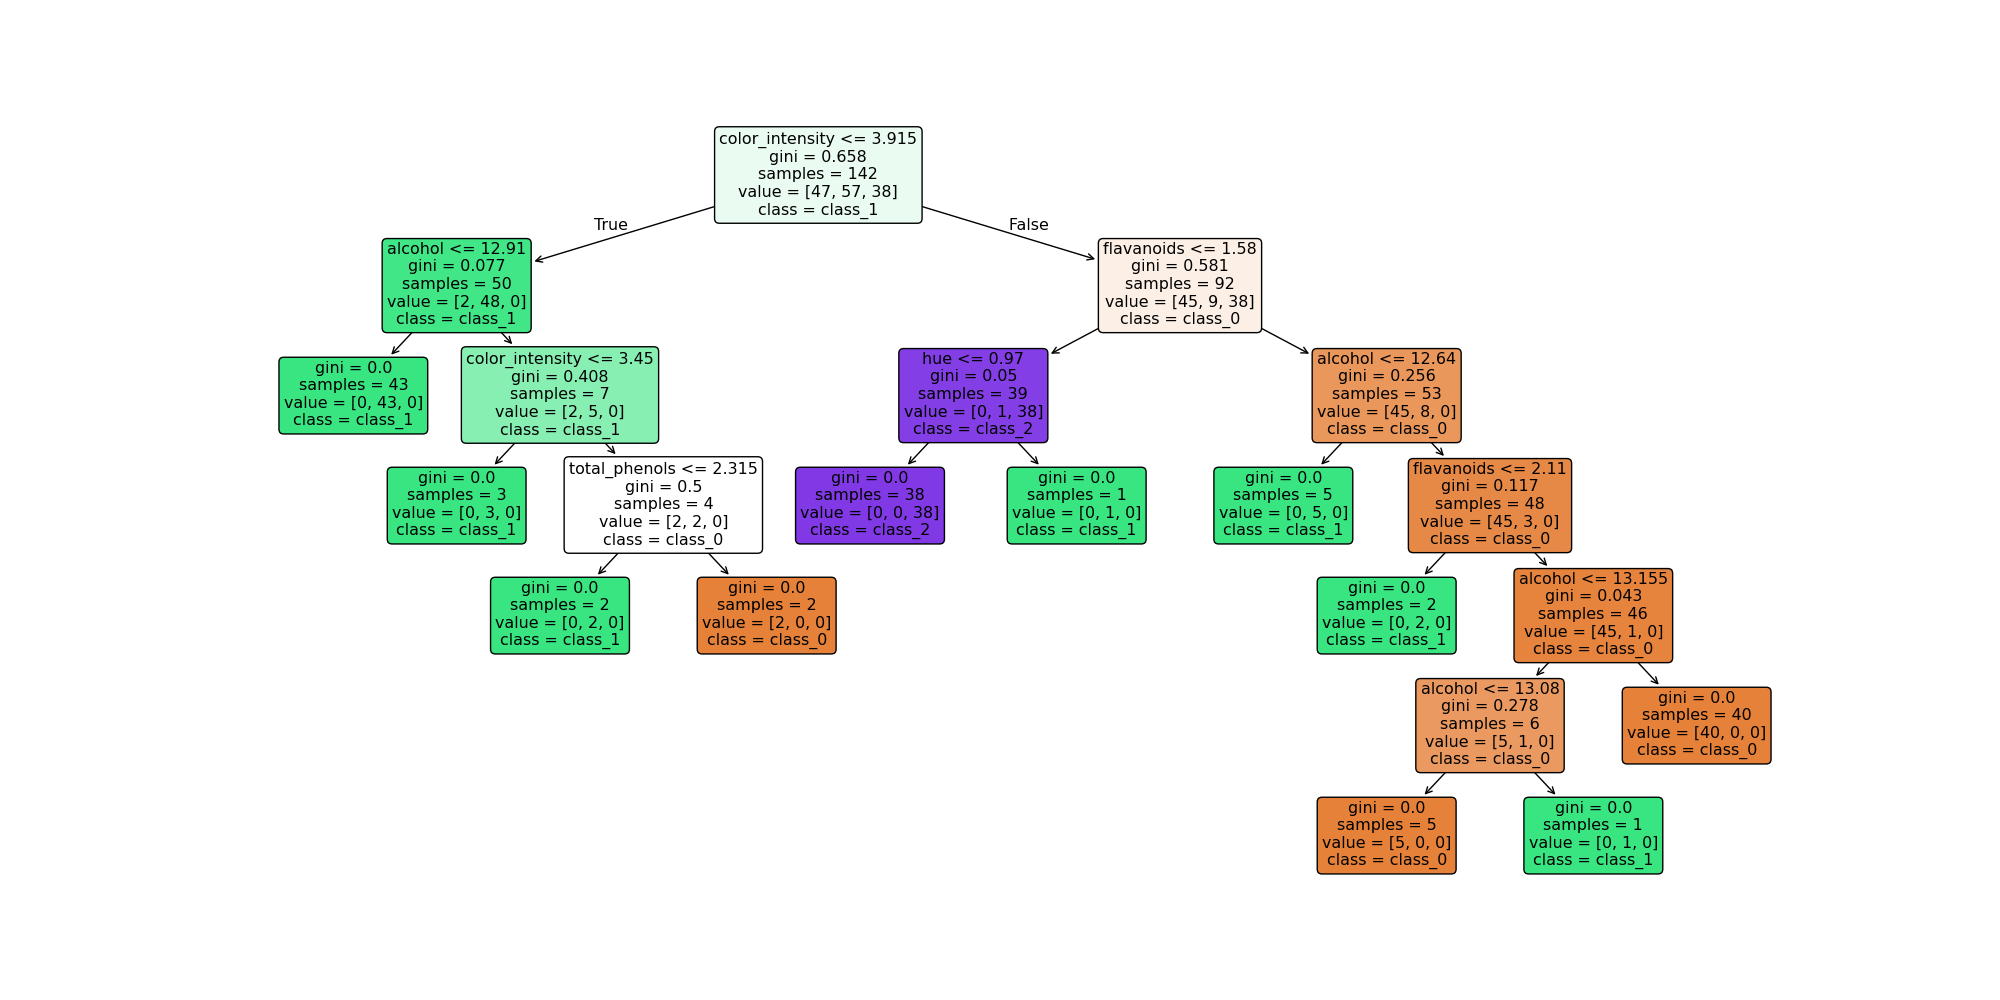 color_intensity <= 3.915
gini = 0.658
samples = 142
value = [47, 57, 38]
class = class_1
True
False
alcohol <= 12.91
gini = 0.077
samples = 50
value = [2, 48, 0]
class = class_1
flavanoids <= 1.58
gini = 0.581
samples = 92
value = [45, 9, 38]
class = class_0
gini = 0.0
samples = 43
value = [0, 43, 0]
class = class_1
color_intensity <= 3.45
gini = 0.408
samples = 7
value = [2, 5, 0]
class = class_1
hue <= 0.97
gini = 0.05
samples = 39
value = [0, 1, 38]
class = class_2
alcohol <= 12.64
gini = 0.256
samples = 53
value = [45, 8, 0]
class = class_0
gini = 0.0
samples = 3
value = [0, 3, 0]
class = class_1
total_phenols <= 2.315
gini = 0.5
samples = 4
value = [2, 2, 0]
class = class_0
gini = 0.0
samples = 38
value = [0, 0, 38]
class = class_2
gini = 0.0
samples = 1
value = [0, 1, 0]
class = class_1
gini = 0.0
samples = 5
value = [0, 5, 0]
class = class_1
flavanoids <= 2.11
gini = 0.117
samples = 48
value = [45, 3, 0]
class = class_0
gini = 0.0
samples = 2
value = [0, 2, 0]
class = class_1
gini = 0.0
samples = 2
value = [2, 0, 0]
class = class_0
gini = 0.0
samples = 2
value = [0, 2, 0]
class = class_1
alcohol <= 13.155
gini = 0.043
samples = 46
value = [45, 1, 0]
class = class_0
alcohol <= 13.08
gini = 0.278
samples = 6
value = [5, 1, 0]
class = class_0
gini = 0.0
samples = 40
value = [40, 0, 0]
class = class_0
gini = 0.0
samples = 5
value = [5, 0, 0]
class = class_0
gini = 0.0
samples = 1
value = [0, 1, 0]
class = class_1